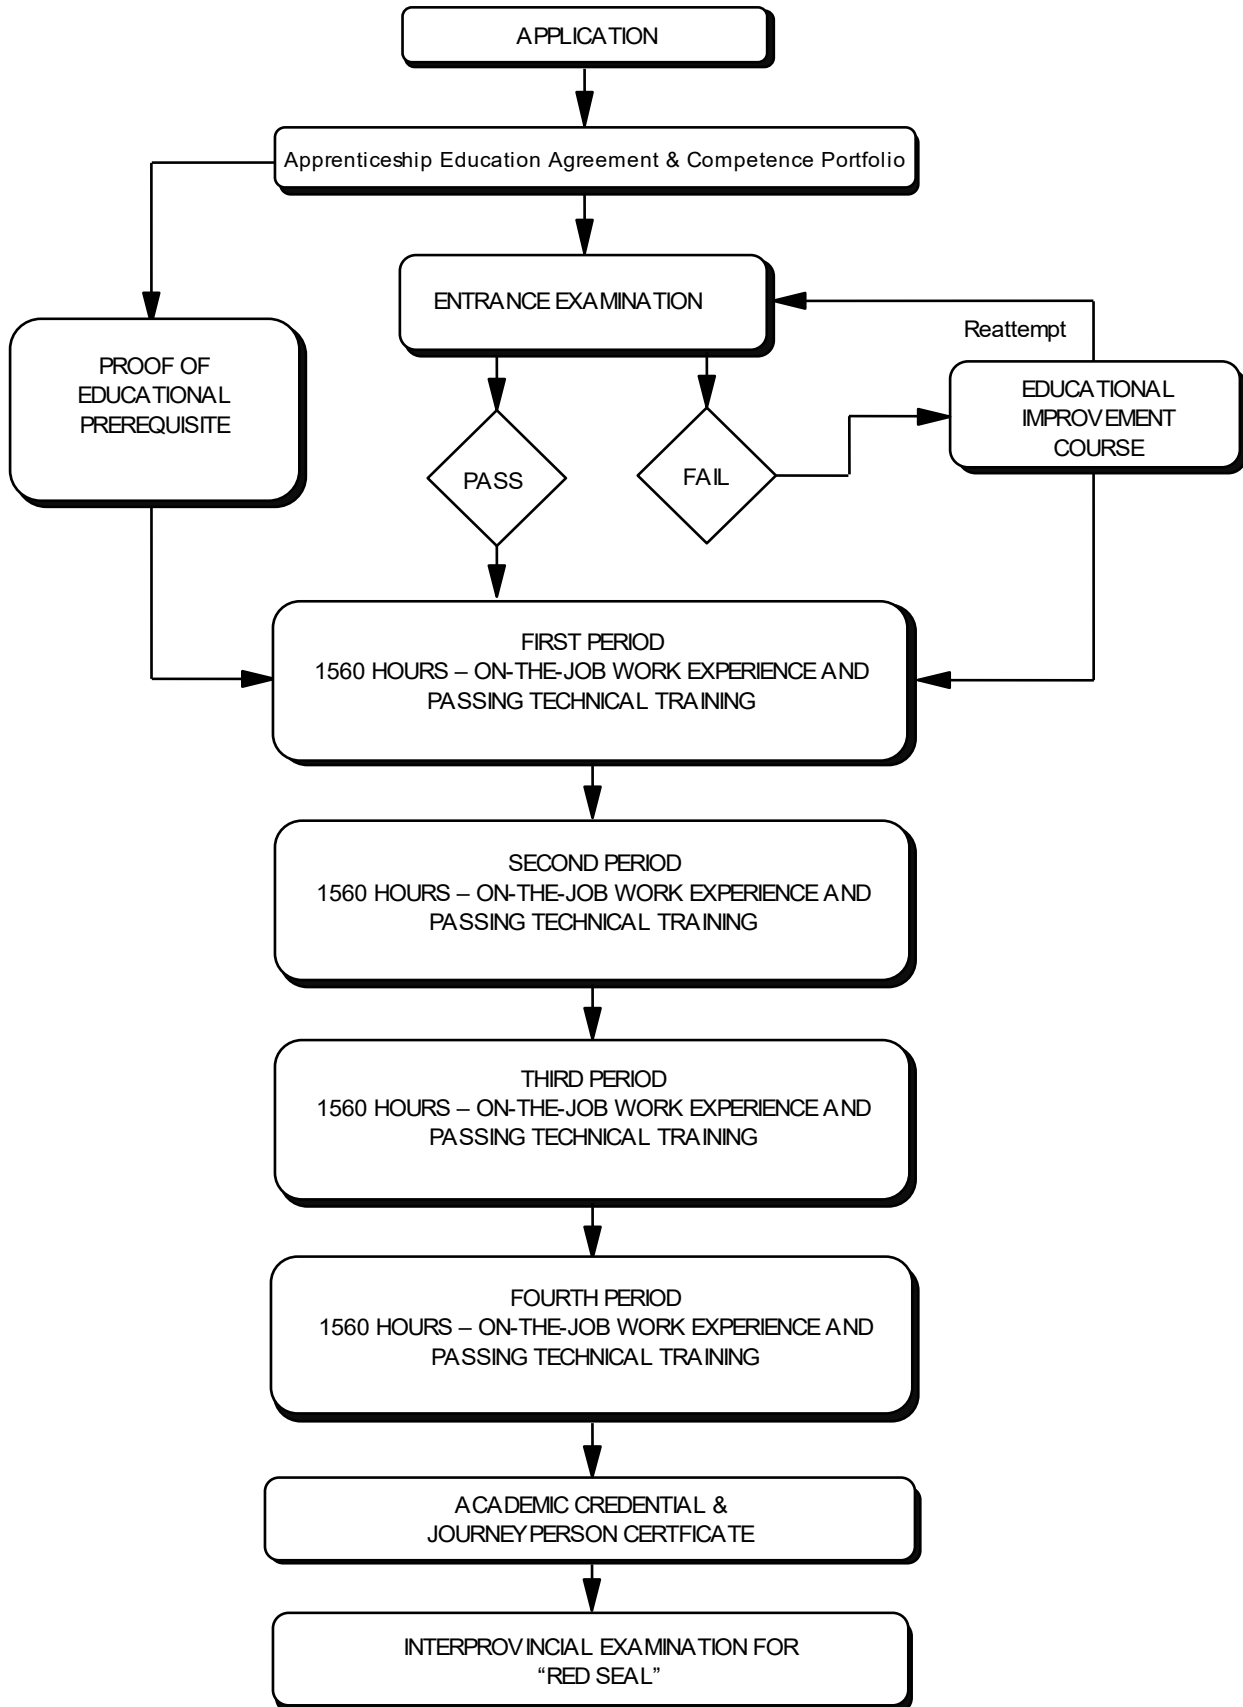 APPLICATION
Apprenticeship Education Agreement & Competence Portfolio
ENTRANCE EXAMINATION
Reattempt
PROOF OF
EDUCATIONAL
PREREQUISITE
EDUCATIONAL
IMPROVEMENT
COURSE
PASS
FAIL
FIRST PERIOD
1560 HOURS – ON-THE-JOB WORK EXPERIENCE AND
PASSING TECHNICAL TRAINING
SECOND PERIOD
1560 HOURS – ON-THE-JOB WORK EXPERIENCE AND
PASSING TECHNICAL TRAINING
THIRD PERIOD
1560 HOURS – ON-THE-JOB WORK EXPERIENCE AND
PASSING TECHNICAL TRAINING
FOURTH PERIOD
1560 HOURS – ON-THE-JOB WORK EXPERIENCE AND
PASSING TECHNICAL TRAINING
ACADEMIC CREDENTIAL &
JOURNEYPERSON CERTFICATE
INTERPROVINCIAL EXAMINATION FOR
“RED SEAL”